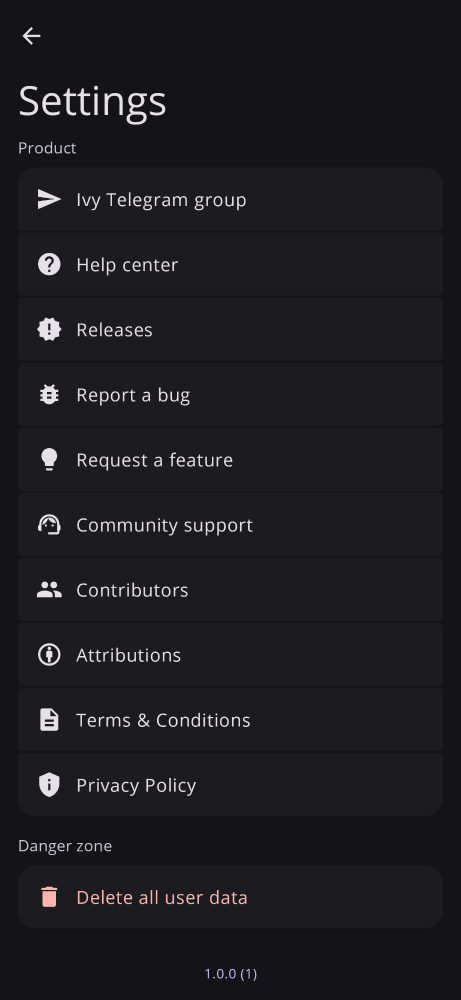 Settings
Product
Ivy Telegram group
Help center
Releases
Report a bug
Request a feature
Community support
Contributors
Attributions
Terms & Conditions
Privacy Policy
Danger zone
Delete all user data
1.0.0 (1)